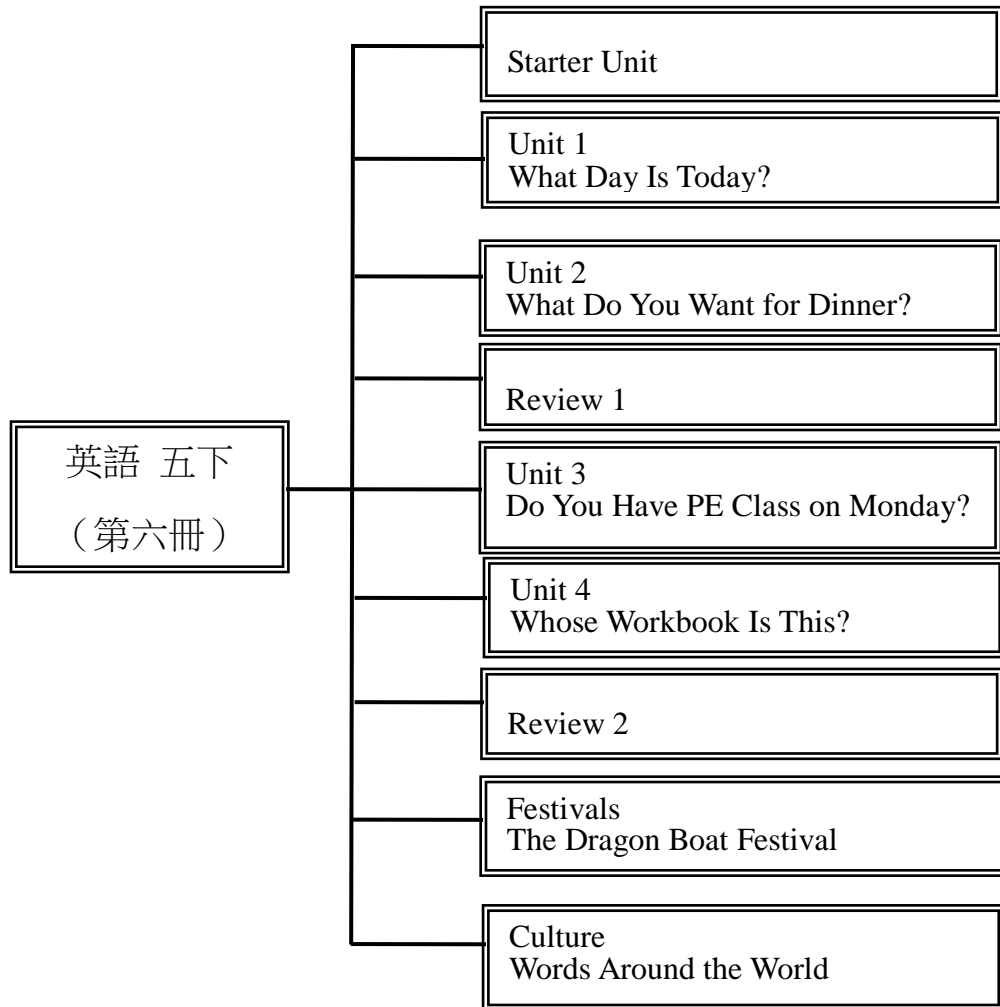 Starter Unit
Unit 1
What Day Is Today?
Unit 2
What Do You Want for Dinner?
Review 1
英語 五下
（第六冊）
Unit 3
Do You Have PE Class on Monday?
Unit 4
Whose Workbook Is This?
Review 2
Festivals
The Dragon Boat Festival
Culture
Words Around the World